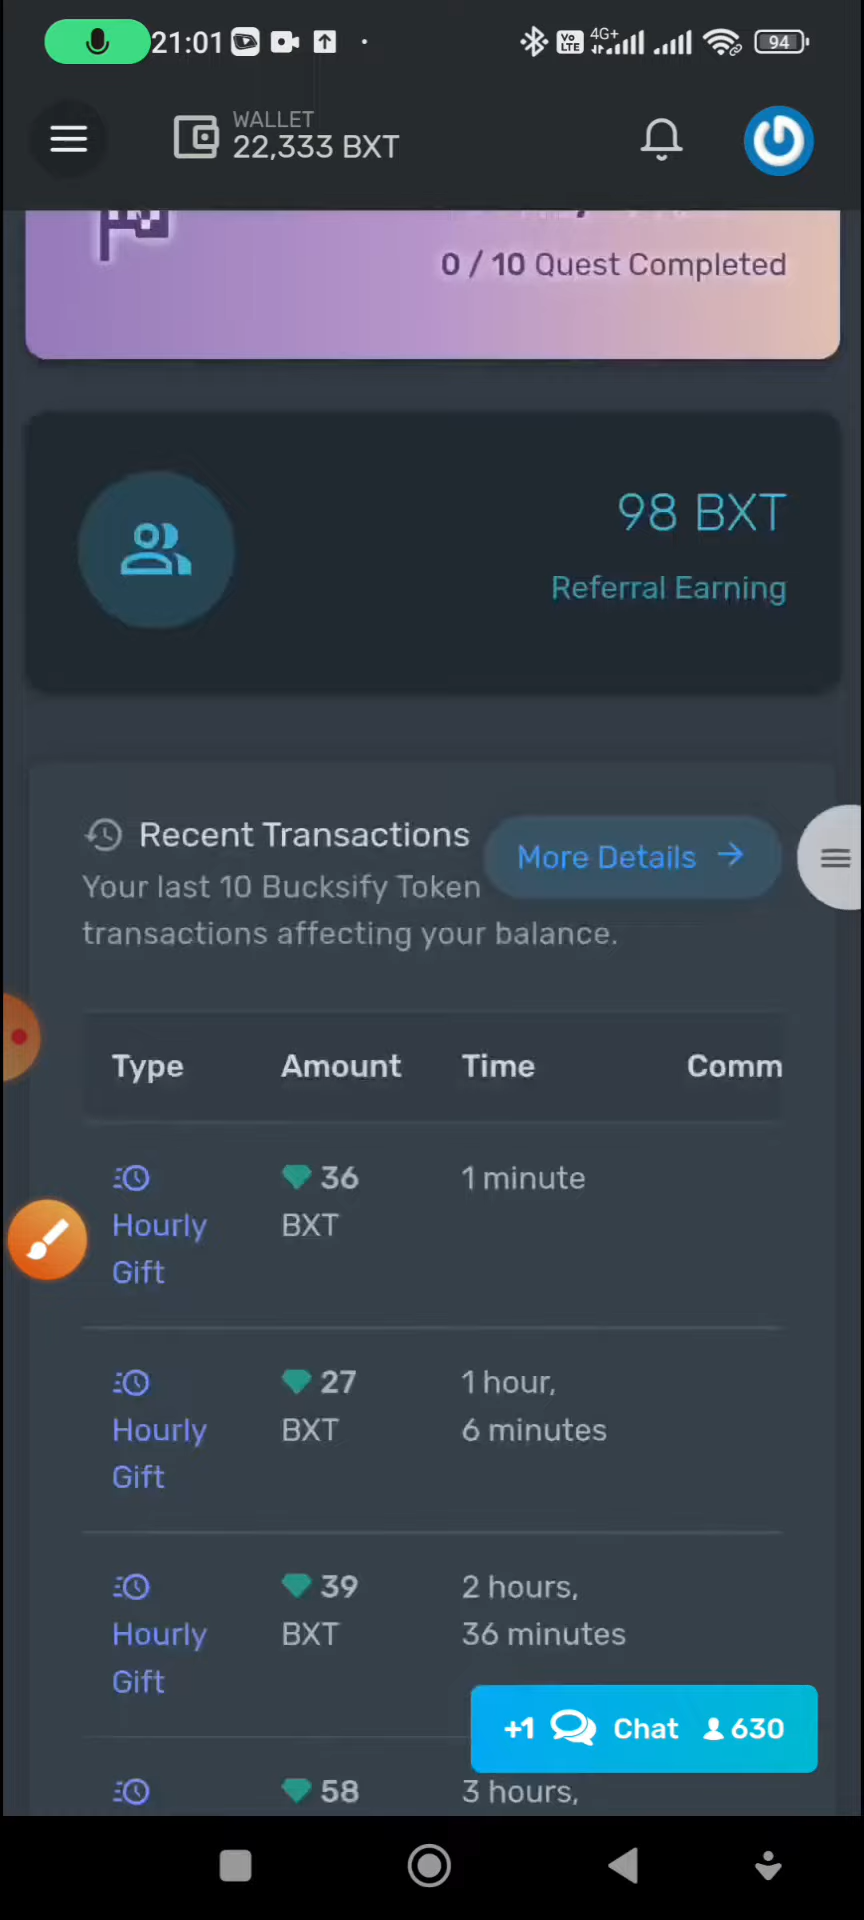 21:01
Vo LTE 4G+ 94
WALLET
22,333 BXT
0 / 10 Quest Completed
98 BXT
Referral Earning
Recent Transactions
More Details →
Your last 10 Bucksify Token
transactions affecting your balance.
Type Amount Time Comm
Hourly Gift
36 BXT
1 minute
Hourly Gift
27 BXT
1 hour,
6 minutes
Hourly Gift
39 BXT
2 hours,
36 minutes
+1 Chat 630
58
3 hours,